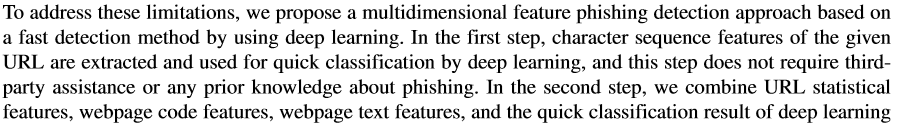 To address these limitations, we propose a multidimensional feature phishing detection approach based on
a fast detection method by using deep learning. In the first step, character sequence features of the given
URL are extracted and used for quick classification by deep learning, and this step does not require third-
party assistance or any prior knowledge about phishing. In the second step, we combine URL statistical
features, webpage code features, webpage text features, and the quick classification result of deep learning